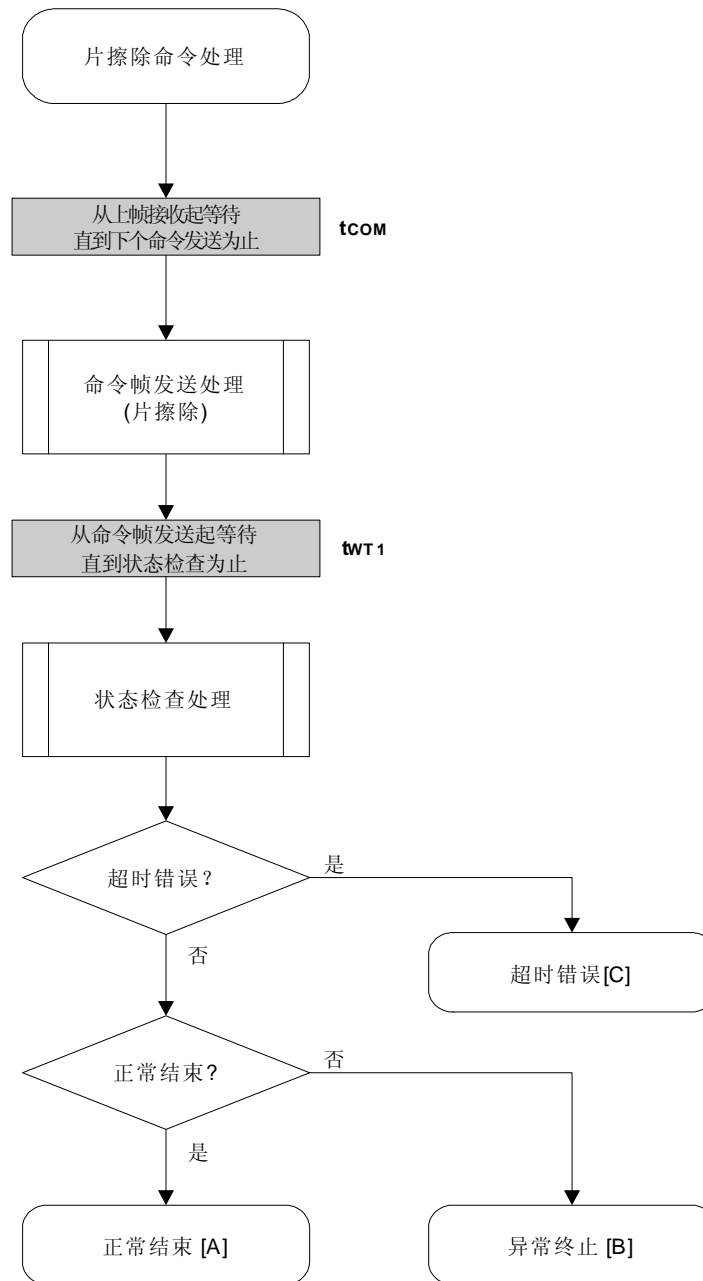 片擦除命令处理
从上帧接收起等待
直到下个命令发送为止
tCOM
命令帧发送处理
(片擦除)
从命令帧发送起等待
直到状态检查为止
tWT1
状态检查处理
超时错误?
是
超时错误[C]
否
正常结束?
否
是
正常结束 [A]
异常终止 [B]